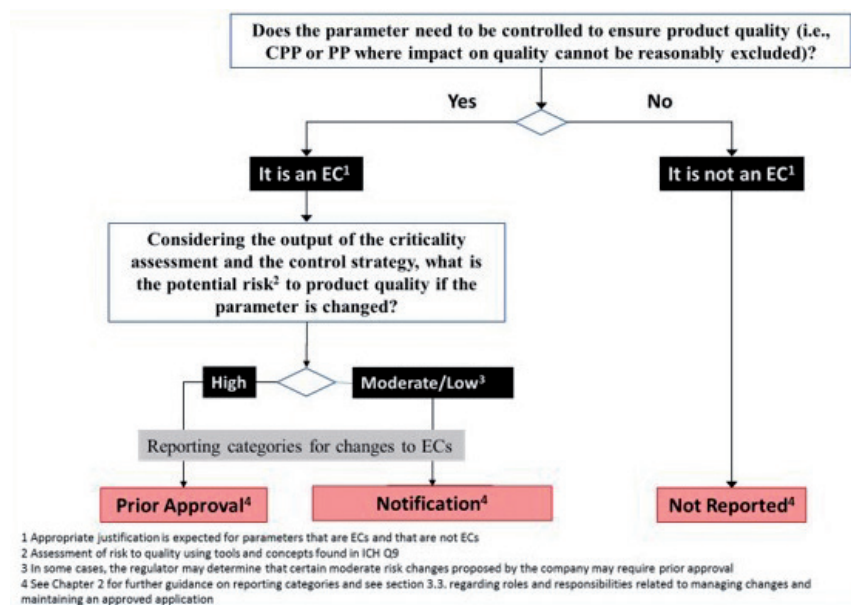 Does the parameter need to be controlled to ensure product quality (i.e.,
CPP or PP where impact on quality cannot be reasonably excluded)?
Yes
No
It is an EC¹
It is not an EC¹
Considering the output of the criticality
assessment and the control strategy, what is
the potential risk² to product quality if the
parameter is changed?
High
Moderate/Low³
Reporting categories for changes to ECs
Prior Approval⁴
Notification⁴
Not Reported⁴
1 Appropriate justification is expected for parameters that are ECs and that are not ECs
2 Assessment of risk to quality using tools and concepts found in ICH Q9
3 In some cases, the regulator may determine that certain moderate risk changes proposed by the company may require prior approval
4 See Chapter 2 for further guidance on reporting categories and see section 3.3. regarding roles and responsibilities related to managing changes and
maintaining an approved application